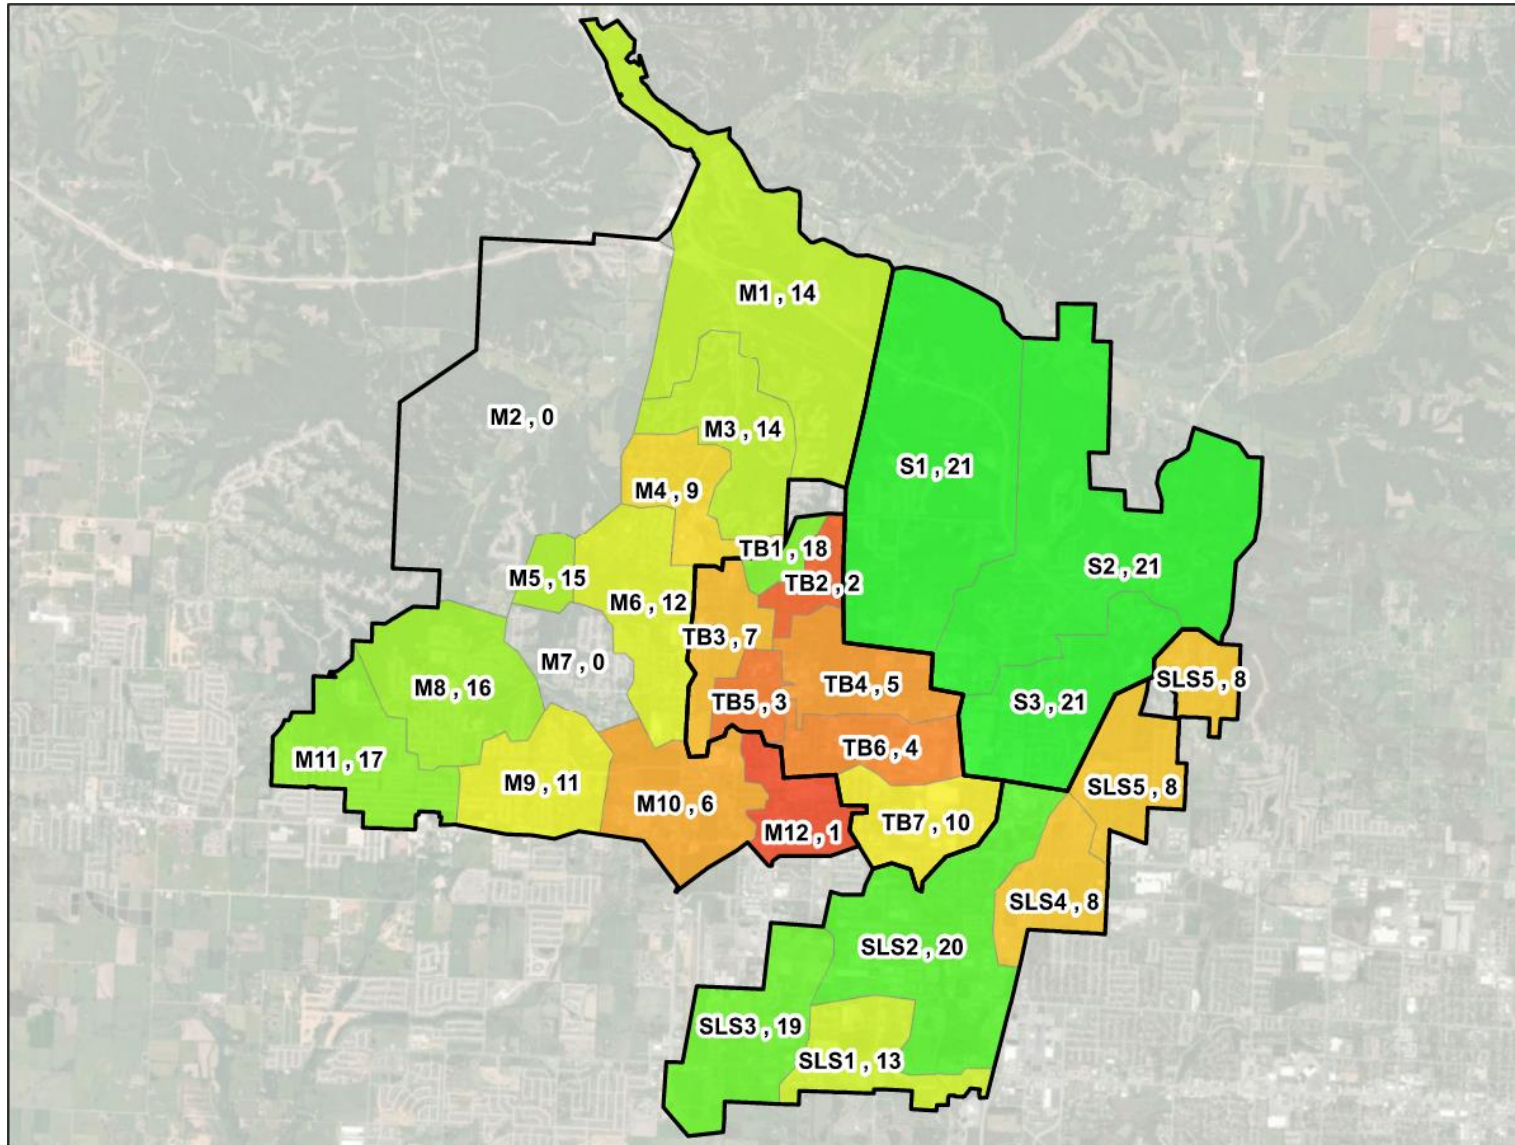 M1 , 14
M2 , 0
M3 , 14
S1 , 21
M4 , 9
TB1 , 18
S2 , 21
M5 , 15
TB2 , 2
M6 , 12
TB3 , 7
M7 , 0
SLS5 , 8
M8 , 16
TB4 , 5
TB5 , 3
S3 , 21
TB6 , 4
M11 , 17
M9 , 11
SLS5 , 8
M10 , 6
TB7 , 10
M12 , 1
SLS4 , 8
SLS2 , 20
SLS3 , 19
SLS1 , 13